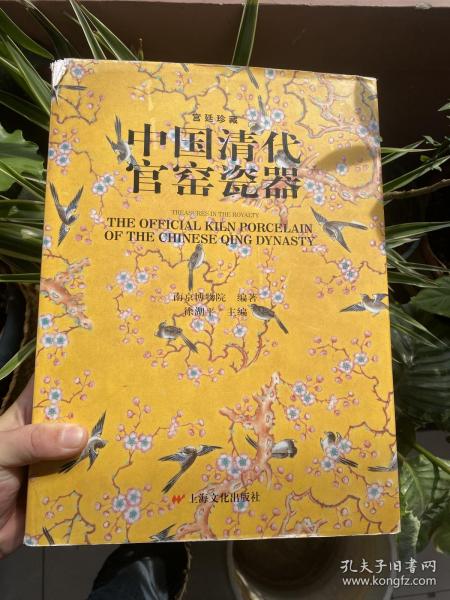 宫廷珍藏
中国清代
官窑瓷器
TREASURES IN THE ROYALTY
THE OFFICIAL KILN PORCELAIN
OF THE CHINESE QING DYNASTY
南京博物院 编著
徐湖平 主编
上海文化出版社
孔夫子旧书网
www.kongfz.com